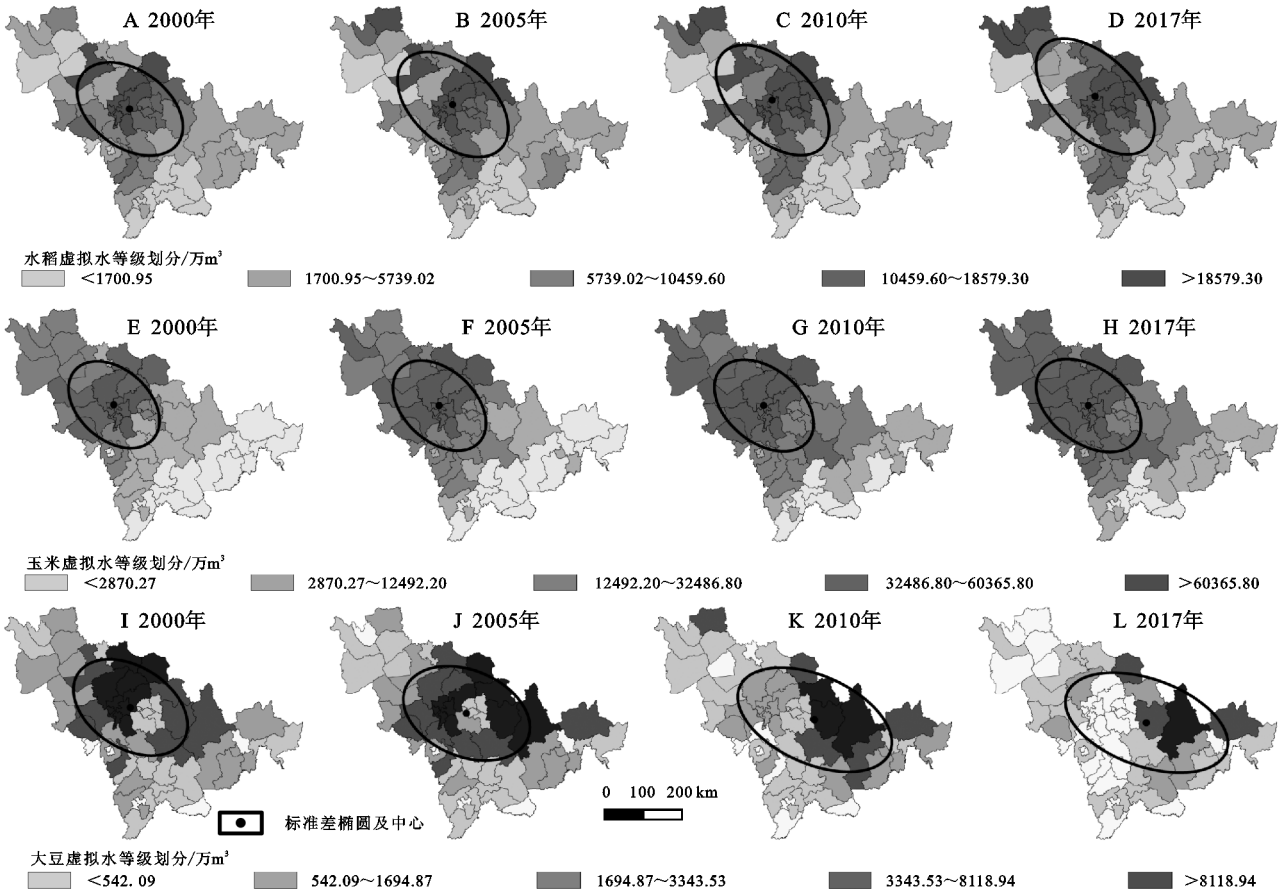 A 2000年
B 2005年
C 2010年
D 2017年
水稻虚拟水等级划分/万m³
<1700.95
1700.95～5739.02
5739.02～10459.60
10459.60～18579.30
>18579.30
E 2000年
F 2005年
G 2010年
H 2017年
玉米虚拟水等级划分/万m³
<2870.27
2870.27～12492.20
12492.20～32486.80
32486.80～60365.80
>60365.80
I 2000年
J 2005年
K 2010年
L 2017年
0 100 200 km
标准差椭圆及中心
大豆虚拟水等级划分/万m³
<542.09
542.09～1694.87
1694.87～3343.53
3343.53～8118.94
>8118.94